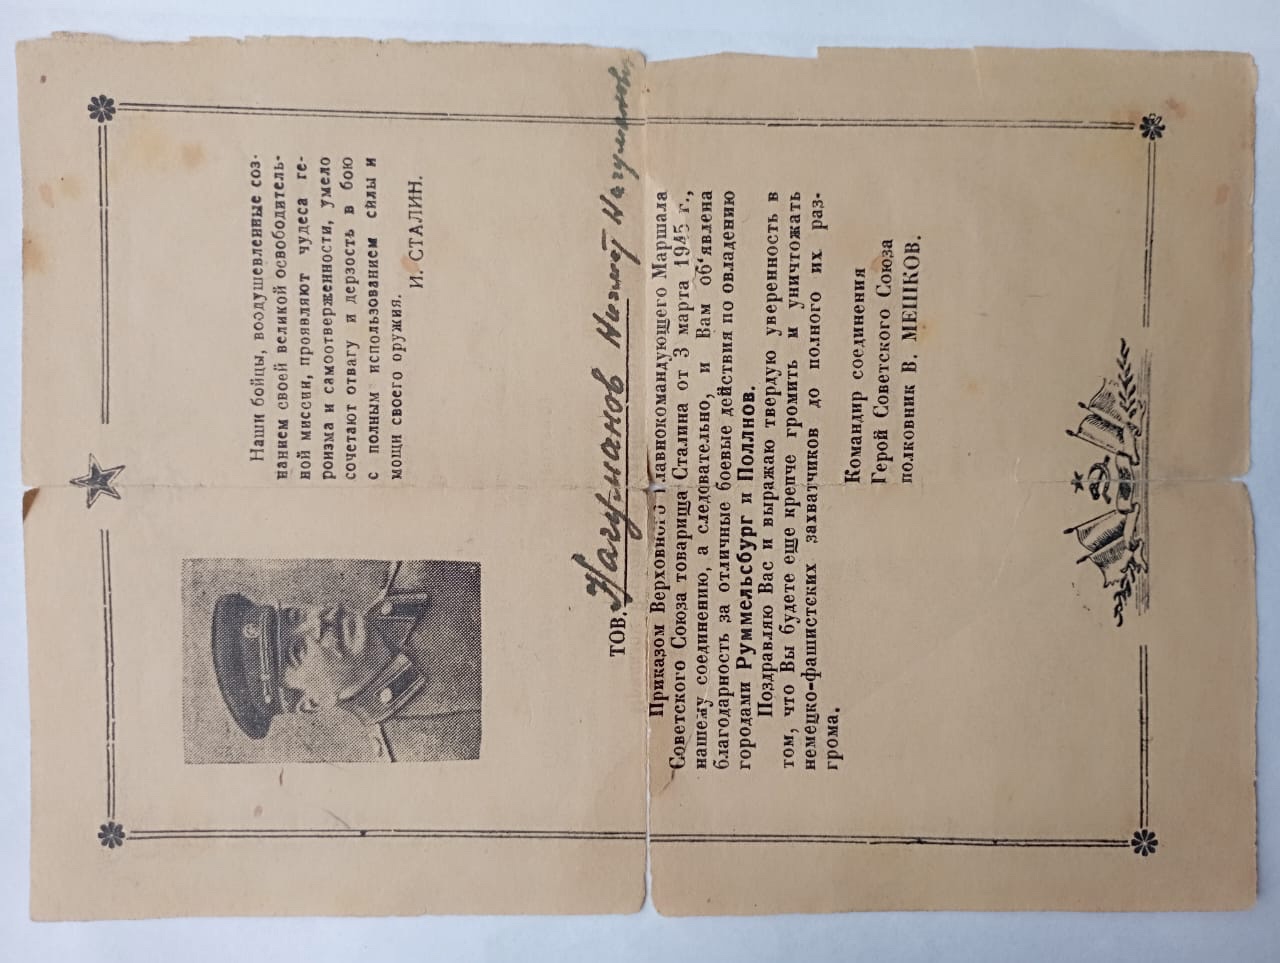 Наши бойцы, воодушевленные соз-
нанием своей великой освободитель-
ной миссии, проявляют чудеса ге-
роизма и самоотверженности, умело
сочетают отвагу и дерзость в бою
с полным использованием силы и
мощи своего оружия.
И. СТАЛИН.
ТОВ. Нагуманов
Приказом Верховного Главнокомандующего Маршала
Советского Союза товарища Сталина от 3 марта 1945 г.,
нашему соединению, а следовательно, и Вам об‘явлена
благодарность за отличные боевые действия по овладению
городами Руммельсбург и Поллнов.
Поздравляю Вас и выражаю твердую уверенность в
том, что Вы будете еще крепче громить и уничтожать
немецко-фашистских захватчиков до полного их раз-
грома.
Командир соединения
Герой Советского Союза
полковник В. МЕШКОВ.